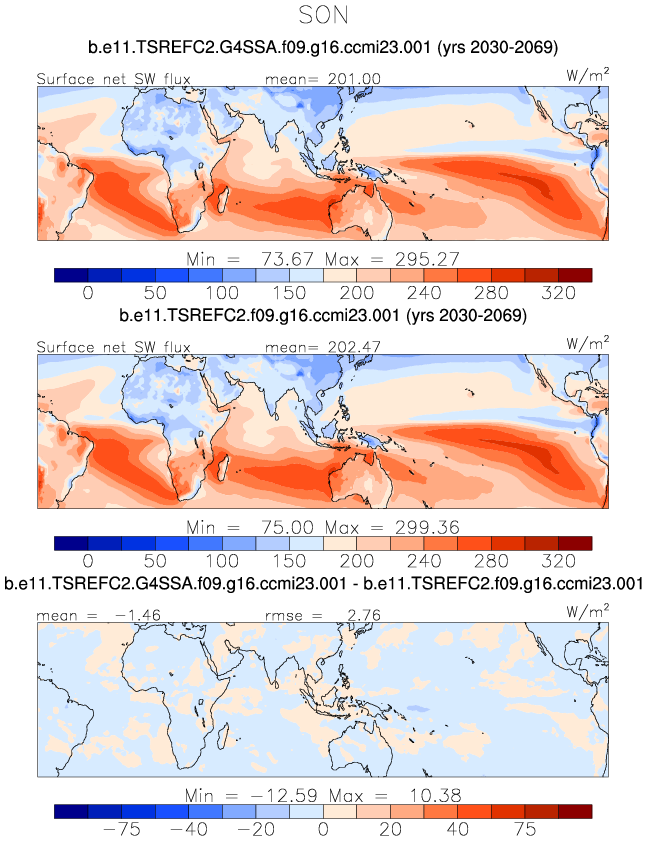 SON
b.e11.TSREFC2.G4SSA.f09.g16.ccmi23.001 (yrs 2030-2069)
Surface net SW flux mean= 201.00 W/m²
Min = 73.67 Max = 295.27
0 50 100 150 200 240 280 320
b.e11.TSREFC2.f09.g16.ccmi23.001 (yrs 2030-2069)
Surface net SW flux mean= 202.47 W/m²
Min = 75.00 Max = 299.36
0 50 100 150 200 240 280 320
b.e11.TSREFC2.G4SSA.f09.g16.ccmi23.001 - b.e11.TSREFC2.f09.g16.ccmi23.001
mean = −1.46 rmse = 2.76 W/m²
Min = −12.59 Max = 10.38
−75 −40 −20 0 20 40 75